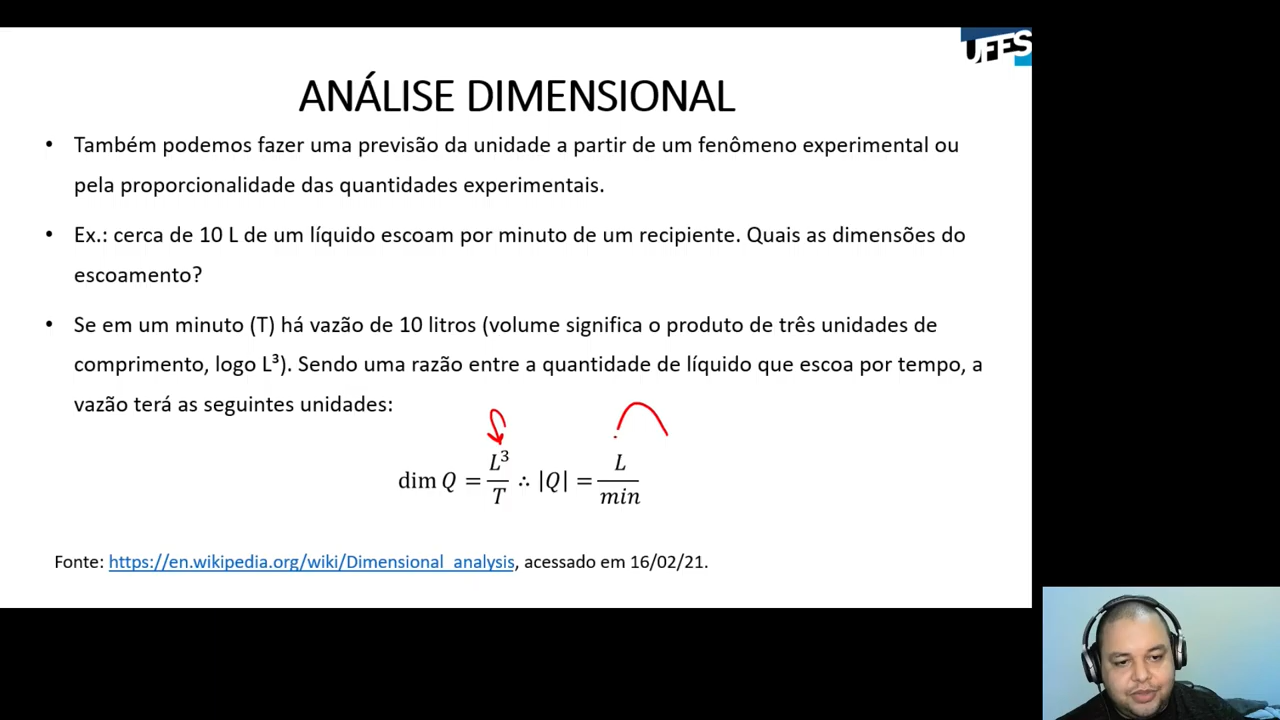 UFES
ANÁLISE DIMENSIONAL
• Também podemos fazer uma previsão da unidade a partir de um fenômeno experimental ou
pela proporcionalidade das quantidades experimentais.
• Ex.: cerca de 10 L de um líquido escoam por minuto de um recipiente. Quais as dimensões do
escoamento?
• Se em um minuto (T) há vazão de 10 litros (volume significa o produto de três unidades de
comprimento, logo L³). Sendo uma razão entre a quantidade de líquido que escoa por tempo, a
vazão terá as seguintes unidades:
dim Q = L³/T ∴ |Q| = L/min
Fonte: https://en.wikipedia.org/wiki/Dimensional_analysis, acessado em 16/02/21.